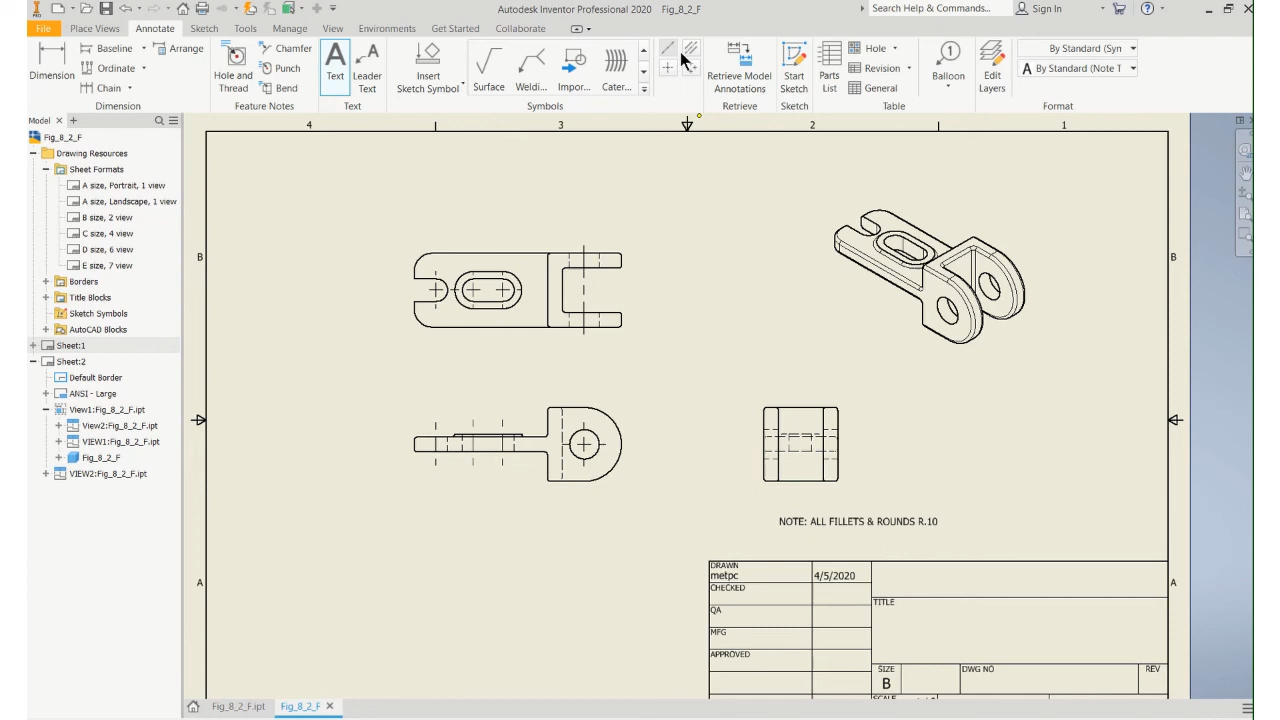 PRO
Autodesk Inventor Professional 2020 Fig_8_2_F
Search Help & Commands...
Sign In
File Place Views Annotate Sketch Tools Manage View Environments Get Started Collaborate
Dimension
Baseline
Ordinate
Chain
Arrange
Dimension
Hole and
Thread
Chamfer
Punch
Bend
Feature Notes
Text
Leader
Text
Text
Insert
Sketch Symbol
Surface
Weldi...
Impor...
Cater...
Symbols
Retrieve Model
Annotations
Retrieve
Start
Sketch
Sketch
Parts
List
Hole
Revision
General
Table
Balloon
Edit
Layers
By Standard (Syn
By Standard (Note T
Format
Model
Fig_8_2_F
Drawing Resources
Sheet Formats
A size, Portrait, 1 view
A size, Landscape, 1 view
B size, 2 view
C size, 4 view
D size, 6 view
E size, 7 view
Borders
Title Blocks
Sketch Symbols
AutoCAD Blocks
Sheet:1
Sheet:2
Default Border
ANSI - Large
View1:Fig_8_2_F.ipt
View2:Fig_8_2_F.ipt
VIEW1:Fig_8_2_F.ipt
Fig_8_2_F
VIEW2:Fig_8_2_F.ipt
4 3 2 1
B B
A A
NOTE: ALL FILLETS & ROUNDS R.10
DRAWN
metpc 4/5/2020
CHECKED
QA
MFG
APPROVED
TITLE
SIZE
B
DWG NO
REV
SCALE
Fig_8_2_F.ipt
Fig_8_2_F